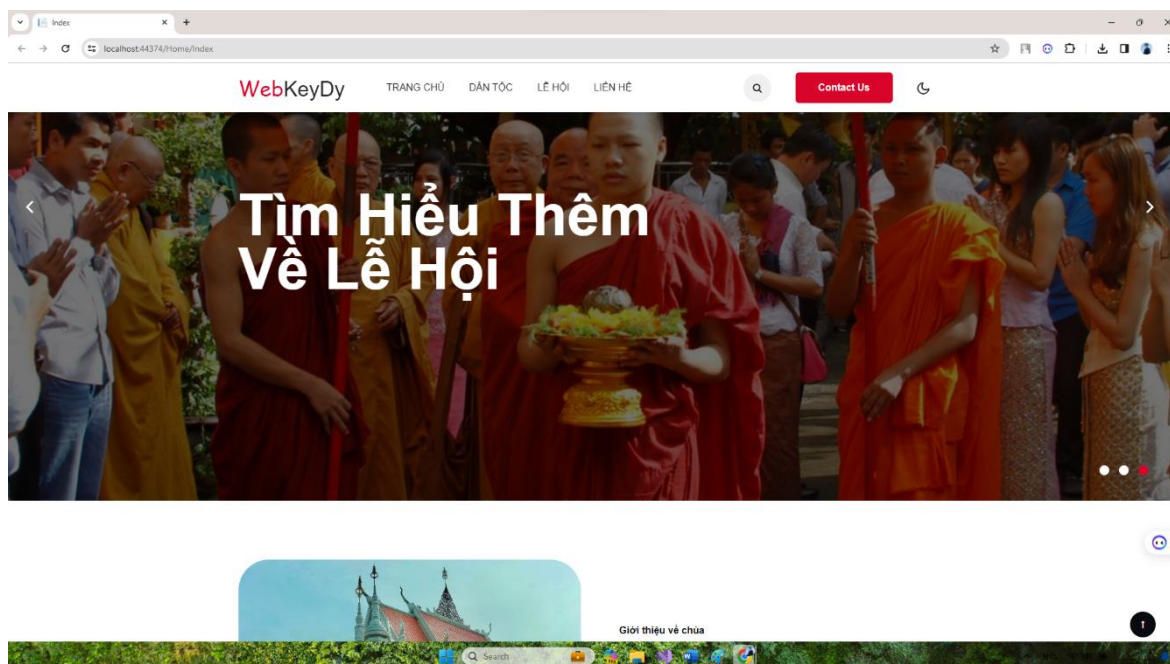 Index
localhost:44374/Home/Index
WebKeyDy TRANG CHỦ DÂN TỘC LỄ HỘI LIÊN HỆ Contact Us
Tìm Hiểu Thêm
Về Lễ Hội
Giới thiệu về chùa
Search